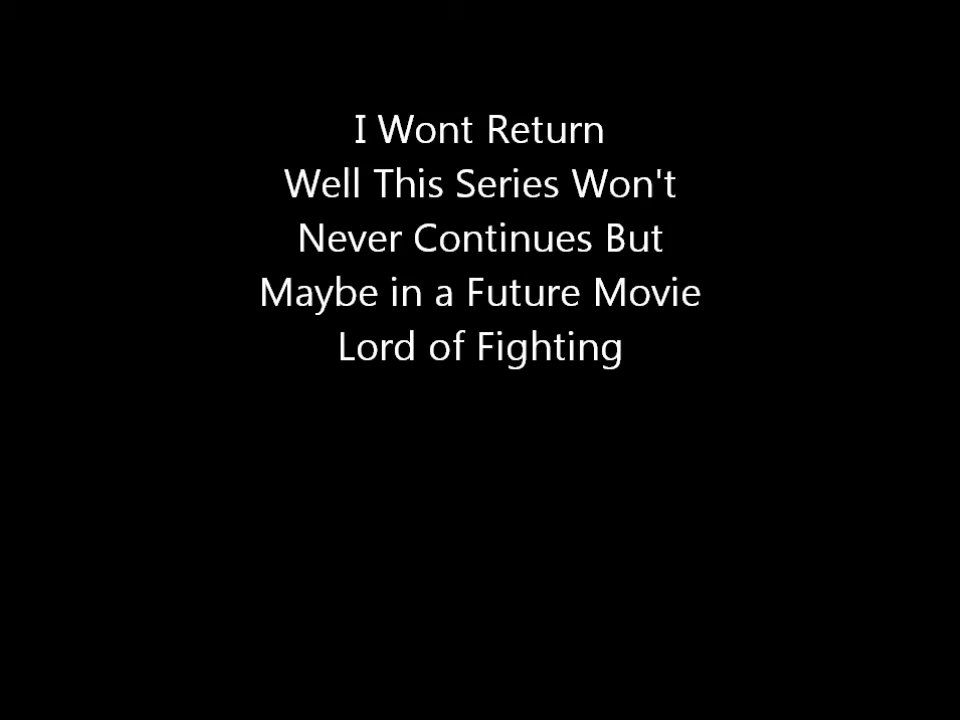 I Wont Return
Well This Series Won't
Never Continues But
Maybe in a Future Movie
Lord of Fighting